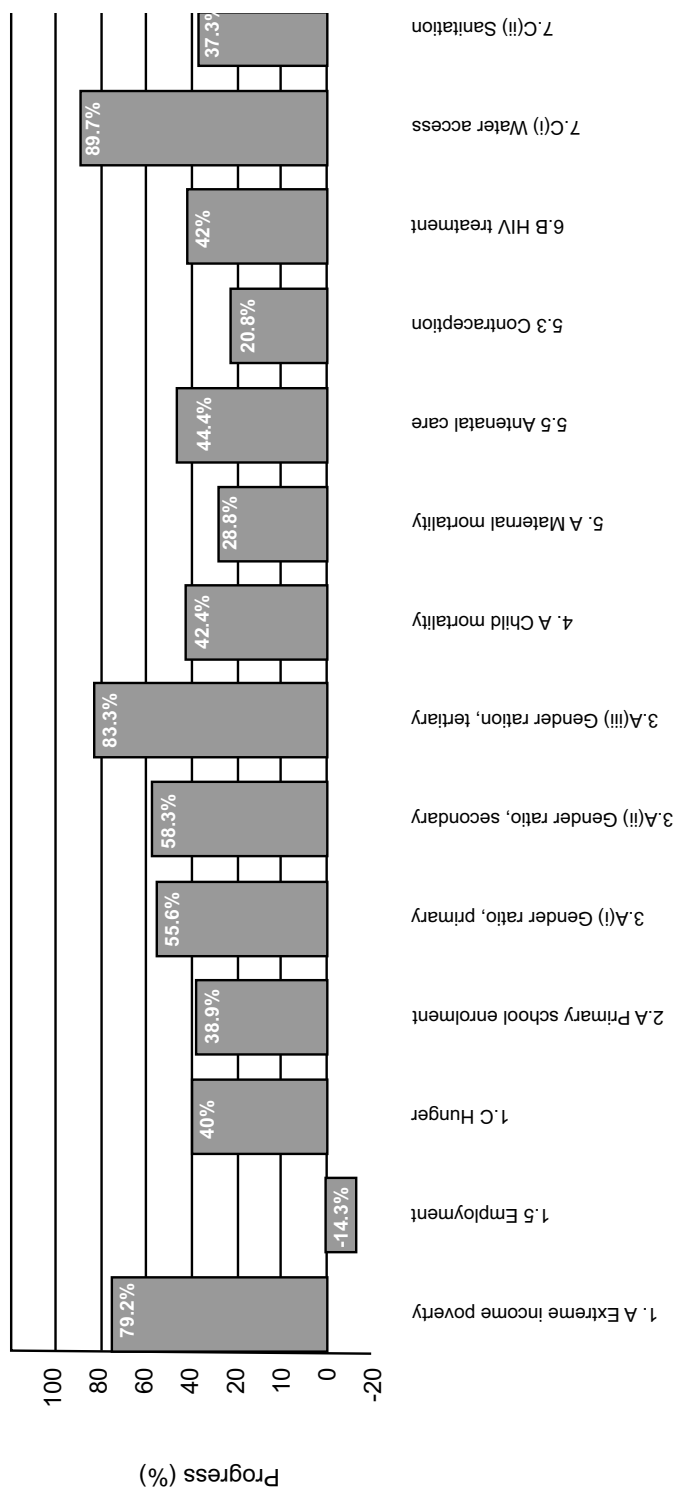 Progress (%)
100
80
60
40
20
10
0
-20
79.2%
-14.3%
40%
38.9%
55.6%
58.3%
83.3%
42.4%
28.8%
44.4%
20.8%
42%
89.7%
37.3%
1. A Extreme income poverty
1.5 Employment
1.C Hunger
2.A Primary school enrolment
3.A(i) Gender ratio, primary
3.A(ii) Gender ratio, secondary
3.A(iii) Gender ration, tertiary
4. A Child mortality
5. A Maternal mortality
5.5 Antenatal care
5.3 Contraception
6.B HIV treatment
7.C(i) Water access
7.C(ii) Sanitation